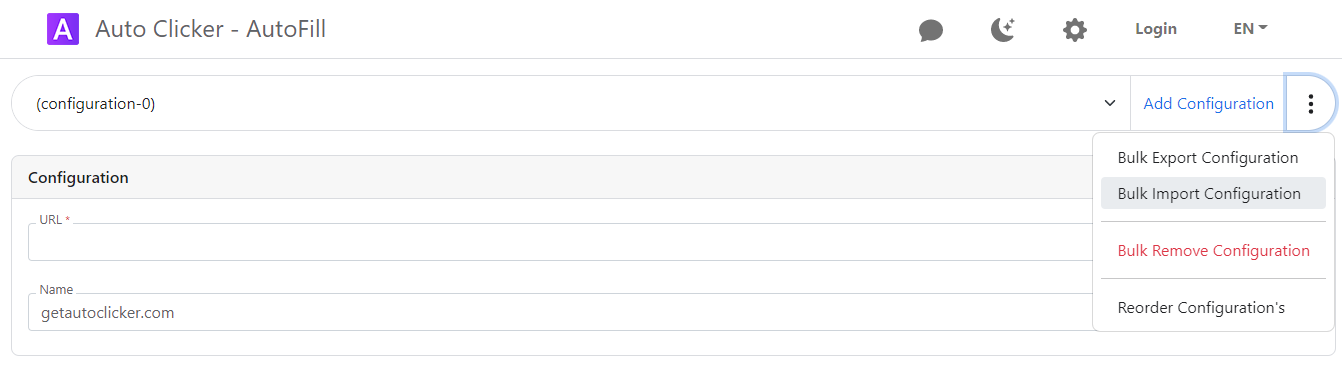 A Auto Clicker - AutoFill Login EN
(configuration-0) Add Configuration
Bulk Export Configuration
Bulk Import Configuration
Bulk Remove Configuration
Reorder Configuration's
Configuration
URL *
Name
getautoclicker.com